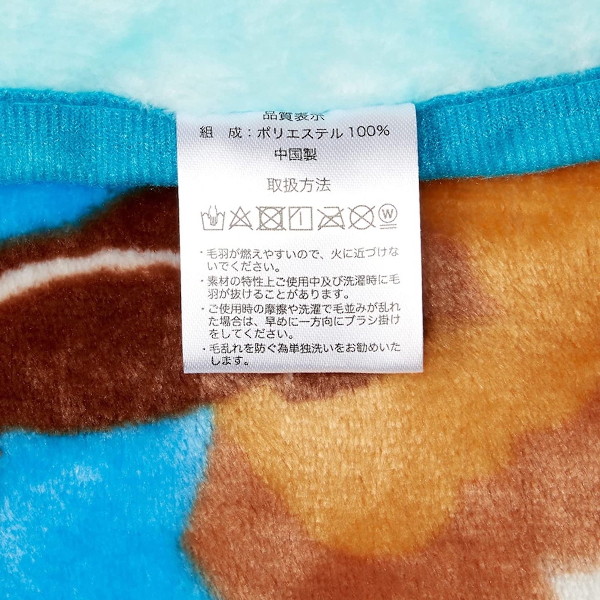 品質表示
組　成：ポリエステル100%
中国製
取扱方法
W
・毛羽が燃えやすいので、火に近づけな
いでください。
・素材の特性上ご使用中及び洗濯時に毛
羽が抜けることがあります。
・ご使用時の摩擦や洗濯で毛並みが乱れ
た場合は、早めに一方向にブラシ掛け
をしてください。
・毛乱れを防ぐ為単独洗いをお勧めいた
します。